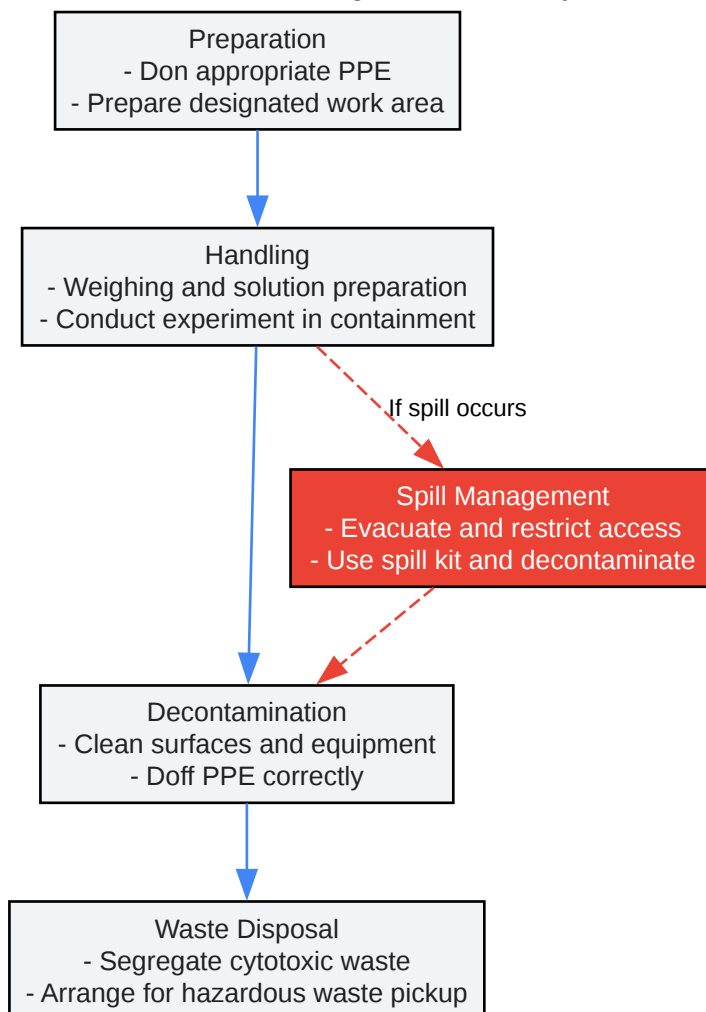 Preparation
- Don appropriate PPE
- Prepare designated work area
Handling
- Weighing and solution preparation
- Conduct experiment in containment
If spill occurs
Spill Management
- Evacuate and restrict access
- Use spill kit and decontaminate
Decontamination
- Clean surfaces and equipment
- Doff PPE correctly
Waste Disposal
- Segregate cytotoxic waste
- Arrange for hazardous waste pickup